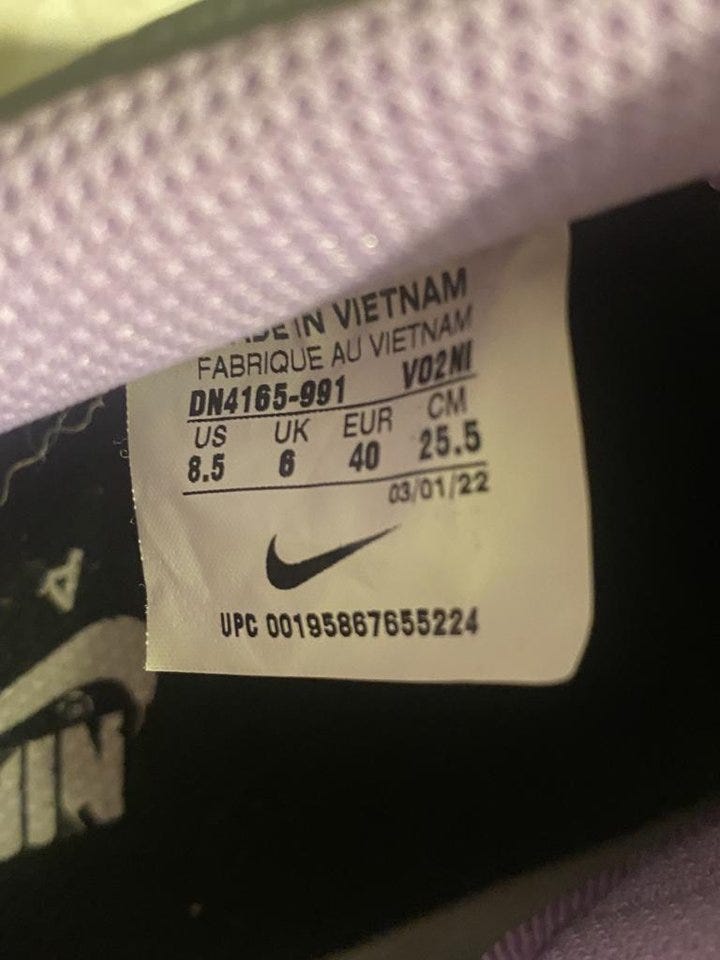 IN VIETNAM
FABRIQUE AU VIETNAM
DN4165-991 VO2NI
US UK EUR CM
8.5 6 40 25.5
03/01/22
UPC 00195867655224